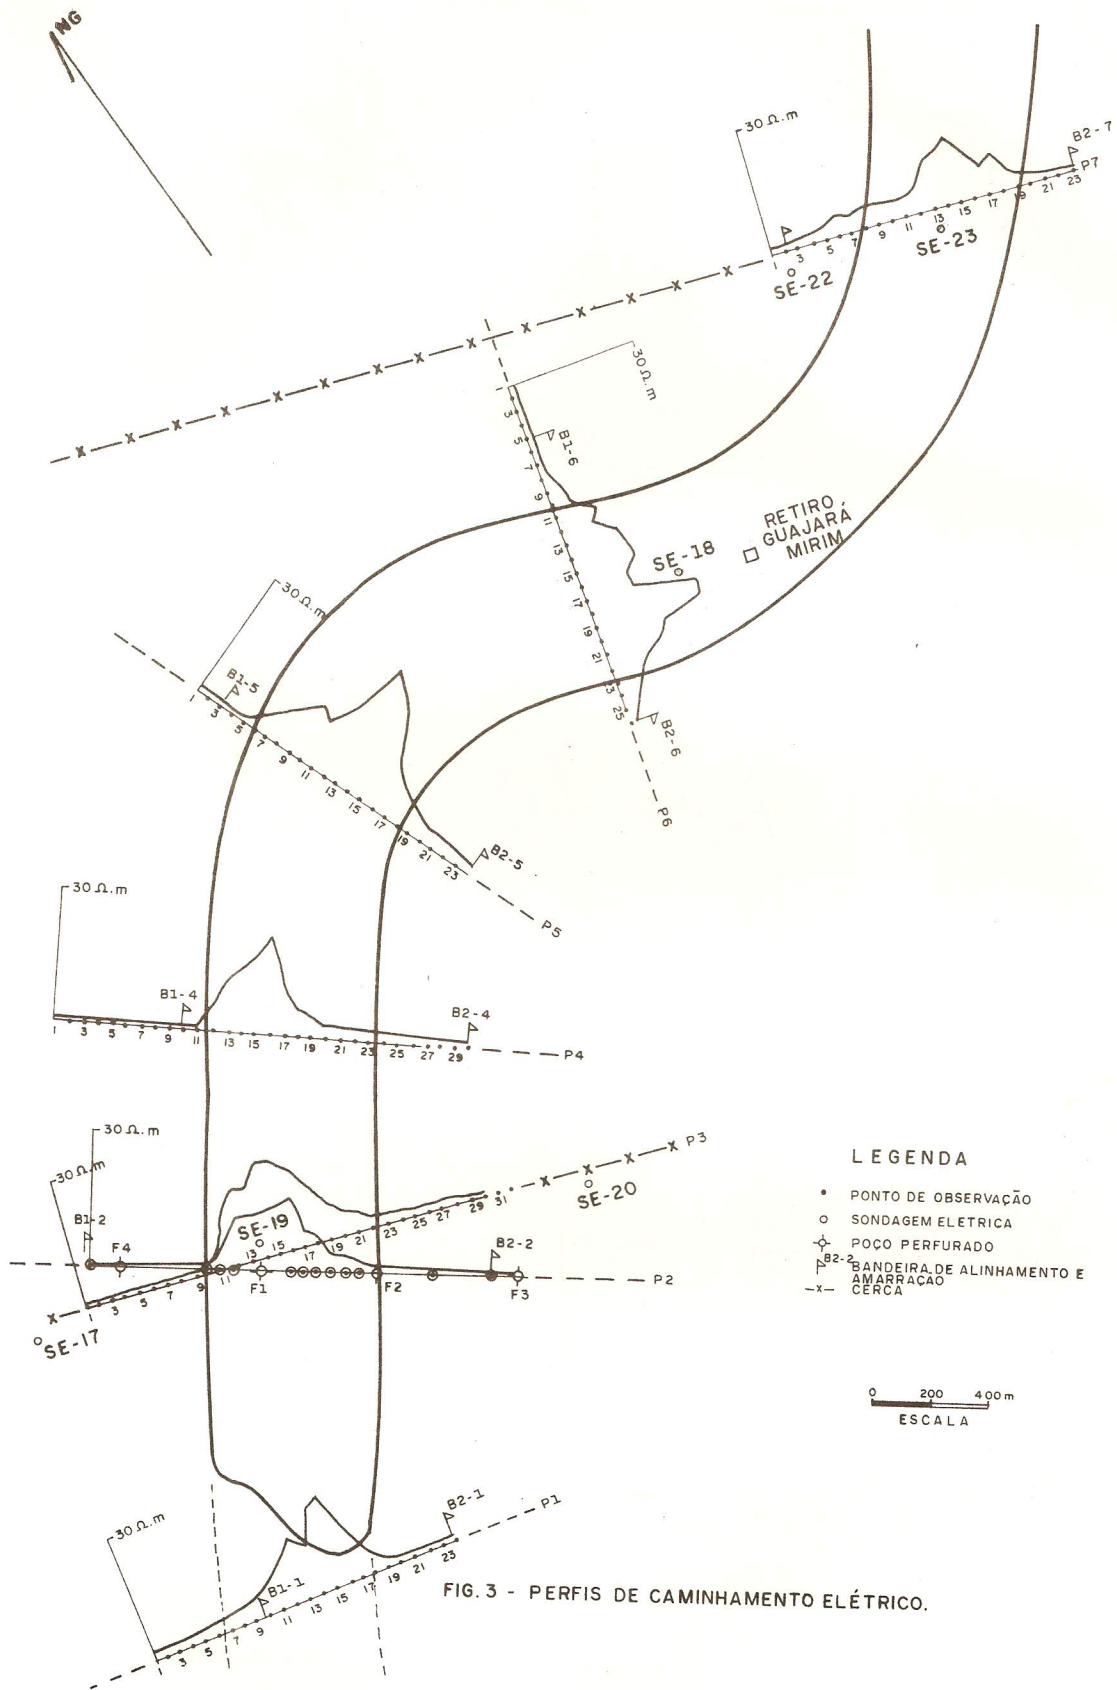 NG
30 Ω.m
B2-7
P7
1 3 5 7 9 11 13 15 17 19 21 23
SE-23
SE-22
30 Ω.m
1 3 5 7 9 11 13 15 17 19 21 23 25
B1-6
RETIRO
GUAJARÁ
MIRIM
SE-18
B2-6
P6
30 Ω.m
B1-5
1 3 5 7 9 11 13 15 17 19 21 23
B2-5
P5
30 Ω.m
B1-4
B2-4
1 3 5 7 9 11 13 15 17 19 21 23 25 27 29
P4
30 Ω.m
P3
30 Ω.m
SE-20
B1-2
F4
SE-19
B2-2
1 3 5 7 9 11 13 15 17 19 21 23 25 27 29 31
F1
F2
F3
P2
SE-17
LEGENDA
PONTO DE OBSERVAÇÃO
SONDAGEM ELETRICA
POÇO PERFURADO
B2-2
BANDEIRA DE ALINHAMENTO E
AMARRAÇAO
-x- CERCA
0 200 400m
ESCALA
30 Ω.m
B2-1
P1
B1-1
1 3 5 7 9 11 13 15 17 19 21 23
FIG. 3 - PERFIS DE CAMINHAMENTO ELÉTRICO.